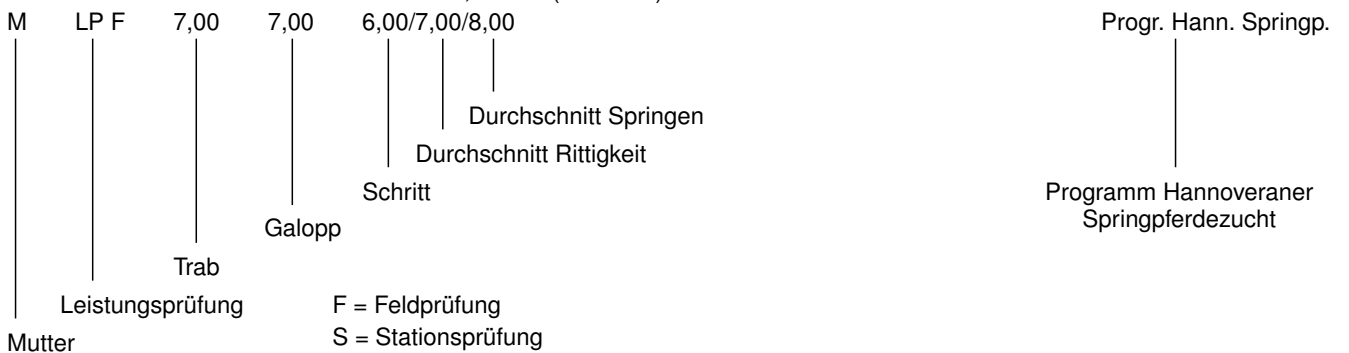 M LP F 7,00 7,00 6,00/7,00/8,00 Progr. Hann. Springp.
Durchschnitt Springen
Durchschnitt Rittigkeit
Schritt
Programm Hannoveraner
Springpferdezucht
Galopp
Trab
Leistungsprüfung F = Feldprüfung
Mutter S = Stationsprüfung